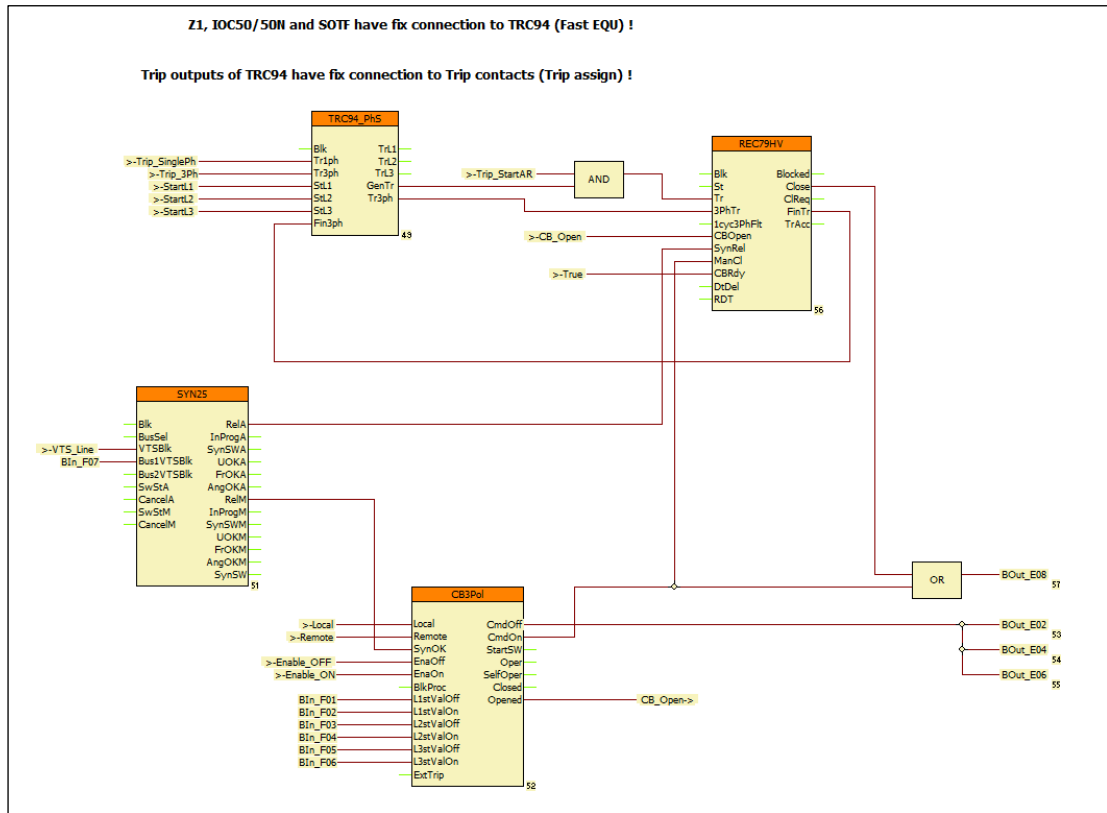 Z1, IOC50/50N and SOTF have fix connection to TRC94 (Fast EQU) !
Trip outputs of TRC94 have fix connection to Trip contacts (Trip assign) !
TRC94_PhS
Blk TrL1
>-Trip_SinglePh Tr1ph TrL2
>-Trip_3Ph Tr3ph TrL3
>-StartL1 StL1 GenTr
>-StartL2 StL2 Tr3ph
>-StartL3 StL3
Fin3ph
49
>-Trip_StartAR
AND
REC79HV
Blk Blocked
St Close
Tr ClReq
3PhTr FinTr
1cyc3PhFlt TrAcc
>-CB_Open CBOpen
SynRel
ManCl
>-True CBRdy
DtDel
RDT
56
SYN25
Blk RelA
BusSel InProgA
>-VTS_Line VTSBlk SynSWA
BIn_F07 Bus1VTSBlk UOKA
Bus2VTSBlk FrOKA
SwStA AngOKA
CancelA RelM
SwStM InProgM
CancelM SynSWM
UOKM
FrOKM
AngOKM
SynSW
51
CB3Pol
>-Local Local CmdOff
>-Remote Remote CmdOn
SynOK StartSW
>-Enable_OFF EnaOff Oper
>-Enable_ON EnaOn SelfOper
BlkProc Closed
BIn_F01 L1stValOff Opened CB_Open->
BIn_F02 L1stValOn
BIn_F03 L2stValOff
BIn_F04 L2stValOn
BIn_F05 L3stValOff
BIn_F06 L3stValOn
ExtTrip
52
OR
BOut_E08
57
BOut_E02
53
BOut_E04
54
BOut_E06
55